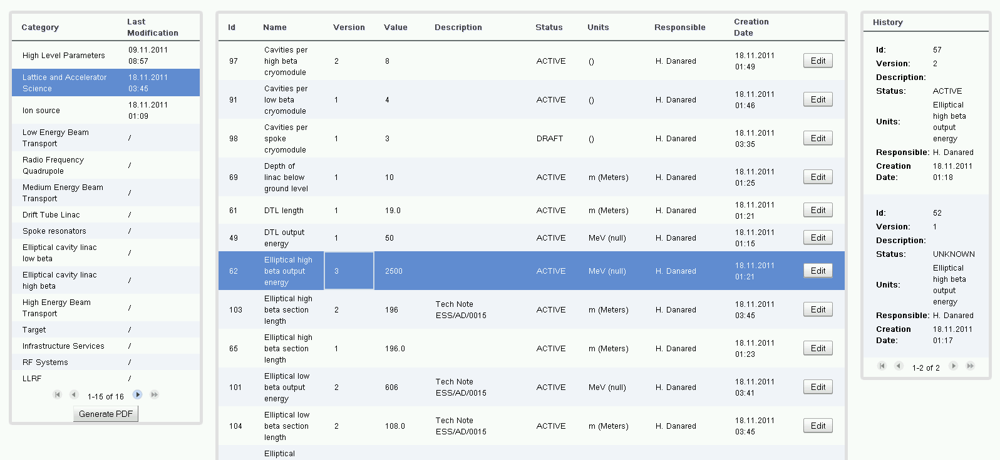 Category
Last
Modification
High Level Parameters
09.11.2011
08:57
Lattice and Accelerator
Science
18.11.2011
03:45
Ion source
18.11.2011
01:09
Low Energy Beam
Transport
/
Radio Frequency
Quadrupole
/
Medium Energy Beam
Transport
/
Drift Tube Linac
/
Spoke resonators
/
Elliptical cavity linac
low beta
/
Elliptical cavity linac
high beta
/
High Energy Beam
Transport
/
Target
/
Infrastructure Services
/
RF Systems
/
LLRF
/
1-15 of 16
Generate PDF
Id
Name
Version
Value
Description
Status
Units
Responsible
Creation
Date
97
Cavities per
high beta
cryomodule
2
8
ACTIVE
()
H. Danared
18.11.2011
01:49
Edit
91
Cavities per
low beta
cryomodule
1
4
ACTIVE
()
H. Danared
18.11.2011
01:46
Edit
98
Cavities per
spoke
cryomodule
1
3
DRAFT
()
H. Danared
18.11.2011
03:35
Edit
69
Depth of
linac below
ground level
1
10
ACTIVE
m (Meters)
H. Danared
18.11.2011
01:25
Edit
61
DTL length
1
19.0
ACTIVE
m (Meters)
H. Danared
18.11.2011
01:21
Edit
49
DTL output
energy
1
50
ACTIVE
MeV (null)
H. Danared
18.11.2011
01:15
Edit
62
Elliptical high
beta output
energy
3
2500
ACTIVE
MeV (null)
H. Danared
18.11.2011
01:21
Edit
103
Elliptical high
beta section
length
2
196
Tech Note
ESS/AD/0015
ACTIVE
m (Meters)
H. Danared
18.11.2011
03:45
Edit
65
Elliptical high
beta section
length
1
196.0
ACTIVE
m (Meters)
H. Danared
18.11.2011
01:23
Edit
101
Elliptical low
beta output
energy
2
606
Tech Note
ESS/AD/0015
ACTIVE
MeV (null)
H. Danared
18.11.2011
03:41
Edit
104
Elliptical low
beta section
length
2
108.0
Tech Note
ESS/AD/0015
ACTIVE
m (Meters)
H. Danared
18.11.2011
03:45
Edit
Elliptical
History
Id: 57
Version: 2
Description:
Status: ACTIVE
Units:
Elliptical
high beta
output
energy
Responsible: H. Danared
Creation
Date:
18.11.2011
01:18
Id: 52
Version: 1
Description:
Status: UNKNOWN
Units:
Elliptical
high beta
output
energy
Responsible: H. Danared
Creation
Date:
18.11.2011
01:17
1-2 of 2